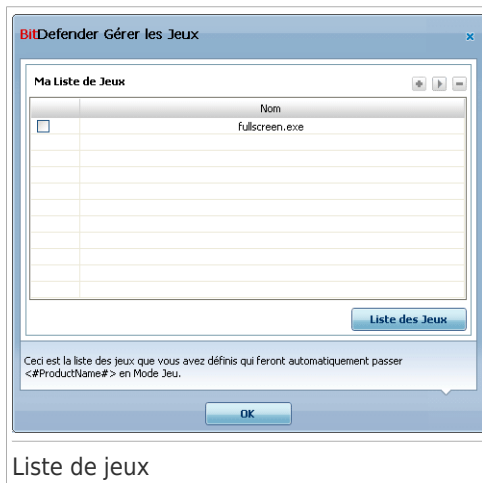 BitDefender Gérer les Jeux
Ma Liste de Jeux
Nom
fullscreen.exe
Liste des Jeux
Ceci est la liste des jeux que vous avez définis qui feront automatiquement passer
<#ProductName#> en Mode Jeu.
OK
Liste de jeux